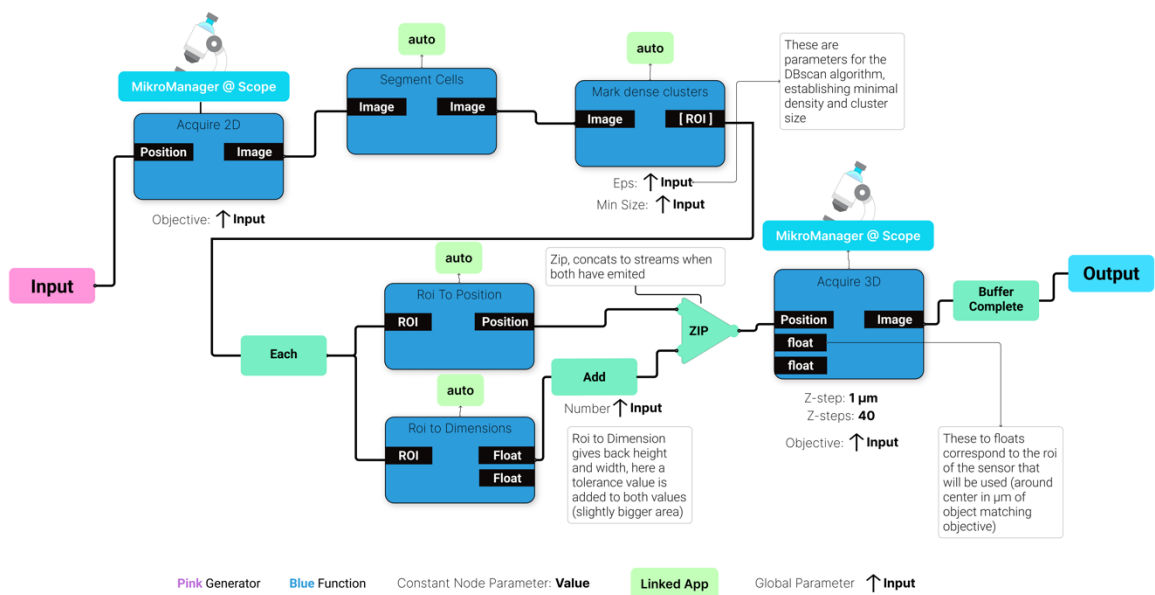 auto
auto
MikroManager @ Scope
Segment Cells
Image
Image
Mark dense clusters
Image
[ ROI ]
These are
parameters for the
DBscan algorithm,
establishing minimal
density and cluster
size
Acquire 2D
Position
Image
Objective: ↑ Input
Eps: ↑ Input
Min Size: ↑ Input
MikroManager @ Scope
Input
auto
Zip, concats to streams when
both have emited
Roi To Position
ROI
Position
ZIP
Acquire 3D
Position
Image
float
float
Buffer
Complete
Output
Each
Add
Number ↑ Input
auto
Roi to Dimensions
ROI
Float
Float
Roi to Dimension
gives back height
and width, here a
tolerance value is
added to both values
(slightly bigger area)
Z-step: 1 µm
Z-steps: 40
Objective: ↑ Input
These to floats
correspond to the roi
of the sensor that
will be used (around
center in µm of
object matching
objective)
Pink Generator
Blue Function
Constant Node Parameter: Value
Linked App
Global Parameter ↑ Input